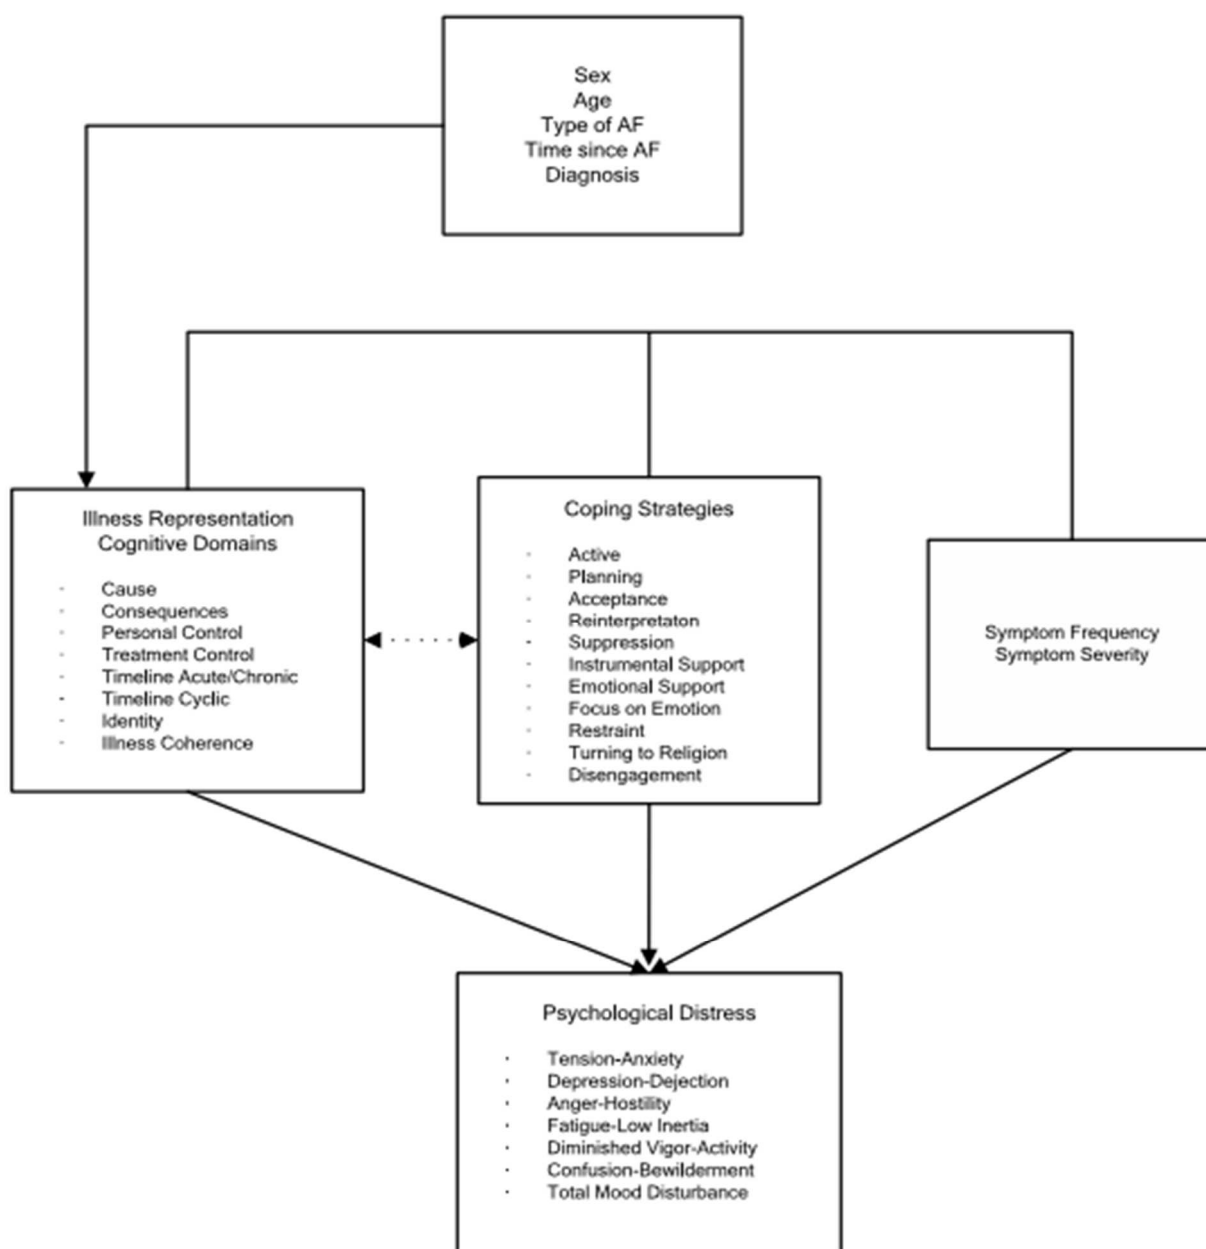 Sex
Age
Type of AF
Time since AF
Diagnosis
Illness Representation
Cognitive Domains
· Cause
· Consequences
· Personal Control
· Treatment Control
· Timeline Acute/Chronic
· Timeline Cyclic
· Identity
· Illness Coherence
Coping Strategies
· Active
· Planning
· Acceptance
· Reinterpretaton
· Suppression
· Instrumental Support
· Emotional Support
· Focus on Emotion
· Restraint
· Turning to Religion
· Disengagement
Symptom Frequency
Symptom Severity
Psychological Distress
· Tension-Anxiety
· Depression-Dejection
· Anger-Hostility
· Fatigue-Low Inertia
· Diminished Vigor-Activity
· Confusion-Bewilderment
· Total Mood Disturbance